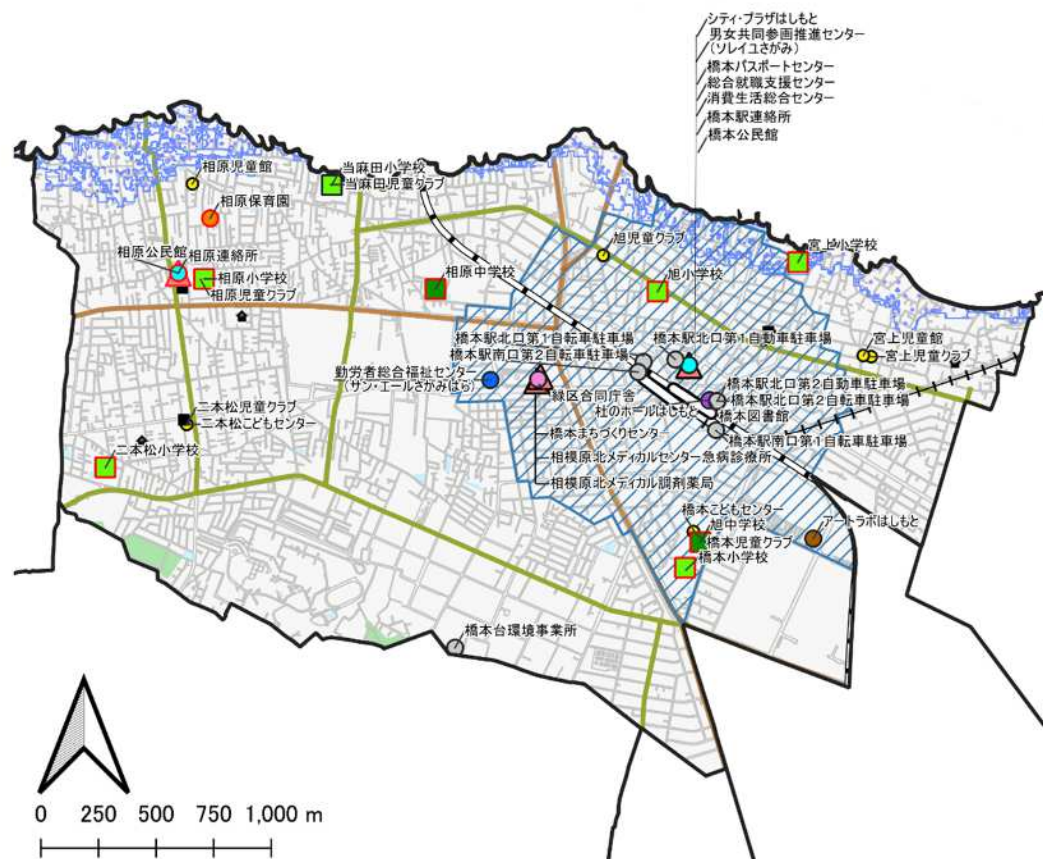 シティ・プラザはしもと
男女共同参画推進センター
(ソレイユさがみ)
橋本パスポートセンター
総合就職支援センター
消費生活総合センター
橋本駅連絡所
橋本公民館
相原児童館
当麻田小学校
当麻田児童クラブ
相原保育園
相原公民館
相原連絡所
相原小学校
相原児童クラブ
相原中学校
旭児童クラブ
宮上小学校
旭小学校
橋本駅北口第1自転車駐車場
橋本駅北口第1自動車駐車場
橋本駅南口第2自転車駐車場
宮上児童館
宮上児童クラブ
勤労者総合福祉センター
(サン・エールさがみはら)
緑区合同庁舎
橋本駅北口第2自動車駐車場
橋本駅北口第2自転車駐車場
杜のホールはしもと
橋本図書館
二本松児童クラブ
二本松こどもセンター
橋本まちづくりセンター
橋本駅南口第1自転車駐車場
二本松小学校
相模原北メディカルセンター急病診療所
相模原北メディカル調剤薬局
橋本こどもセンター
旭中学校
アートラボはしもと
橋本児童クラブ
橋本小学校
橋本台環境事業所
0 250 500 750 1,000 m